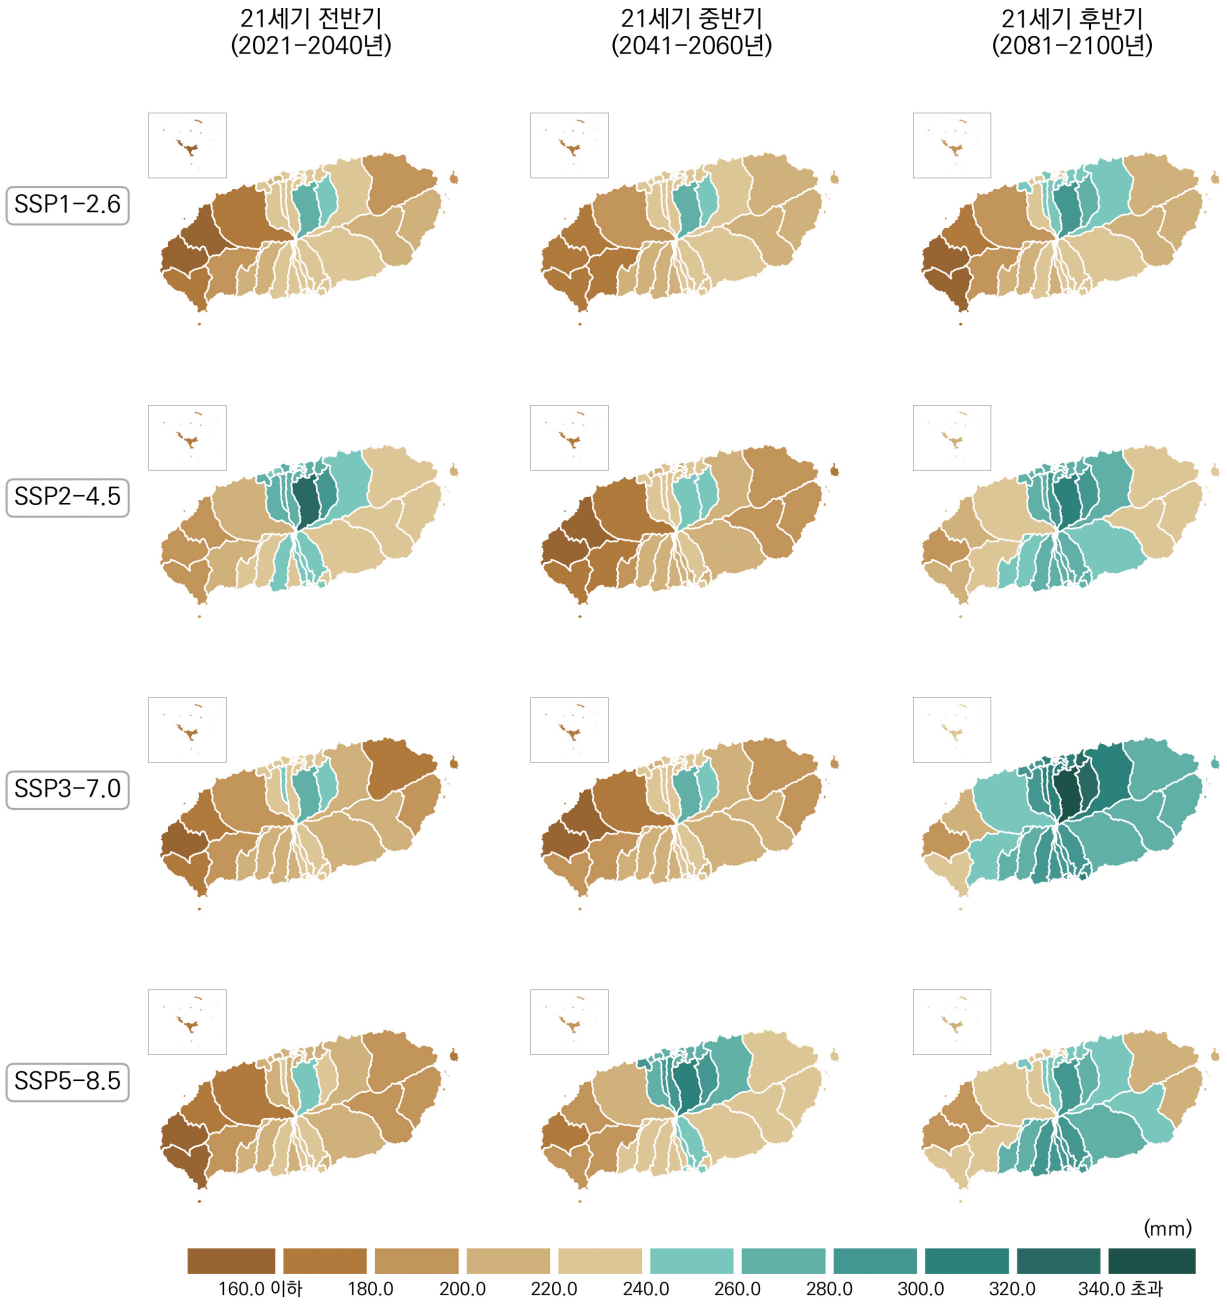 21세기 전반기
(2021-2040년)
21세기 중반기
(2041-2060년)
21세기 후반기
(2081-2100년)
SSP1-2.6
SSP2-4.5
SSP3-7.0
SSP5-8.5
(mm)
160.0 이하 180.0 200.0 220.0 240.0 260.0 280.0 300.0 320.0 340.0 초과